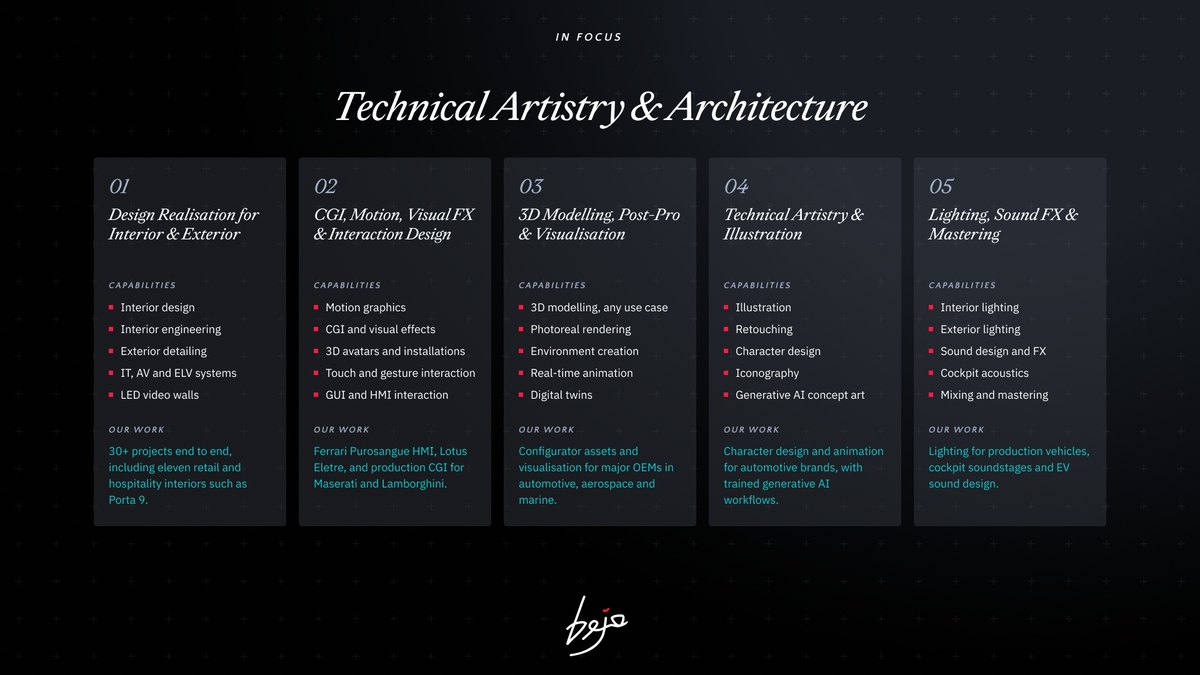 IN FOCUS
Technical Artistry & Architecture
01
Design Realisation for
Interior & Exterior
CAPABILITIES
Interior design
Interior engineering
Exterior detailing
IT, AV and ELV systems
LED video walls
OUR WORK
30+ projects end to end,
including eleven retail and
hospitality interiors such as
Porta 9.
02
CGI, Motion, Visual FX
& Interaction Design
CAPABILITIES
Motion graphics
CGI and visual effects
3D avatars and installations
Touch and gesture interaction
GUI and HMI interaction
OUR WORK
Ferrari Purosangue HMI, Lotus
Eletre, and production CGI for
Maserati and Lamborghini.
03
3D Modelling, Post-Pro
& Visualisation
CAPABILITIES
3D modelling, any use case
Photoreal rendering
Environment creation
Real-time animation
Digital twins
OUR WORK
Configurator assets and
visualisation for major OEMs in
automotive, aerospace and
marine.
04
Technical Artistry &
Illustration
CAPABILITIES
Illustration
Retouching
Character design
Iconography
Generative AI concept art
OUR WORK
Character design and animation
for automotive brands, with
trained generative AI
workflows.
05
Lighting, Sound FX &
Mastering
CAPABILITIES
Interior lighting
Exterior lighting
Sound design and FX
Cockpit acoustics
Mixing and mastering
OUR WORK
Lighting for production vehicles,
cockpit soundstages and EV
sound design.
bejo